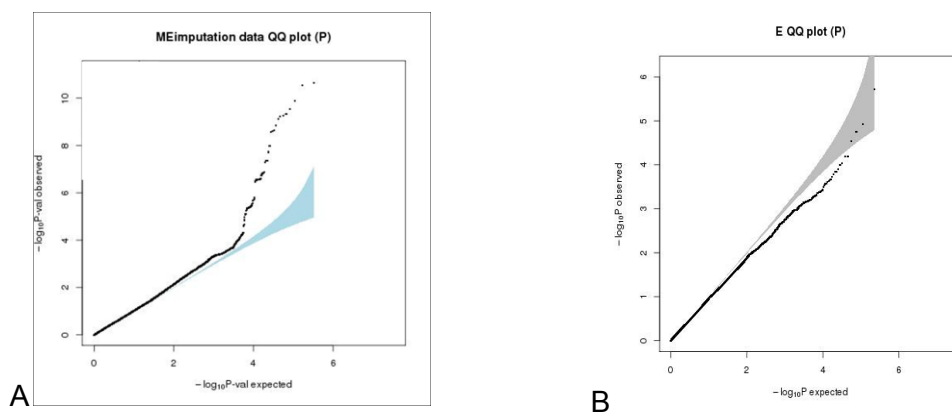 MEimputation data QQ plot (P)
10
8
6
4
2
0
− log10P-val observed
0 2 4 6
− log10P-val expected
A
E QQ plot (P)
6
5
4
3
2
1
0
− log10P observed
0 2 4 6
− log10P expected
B